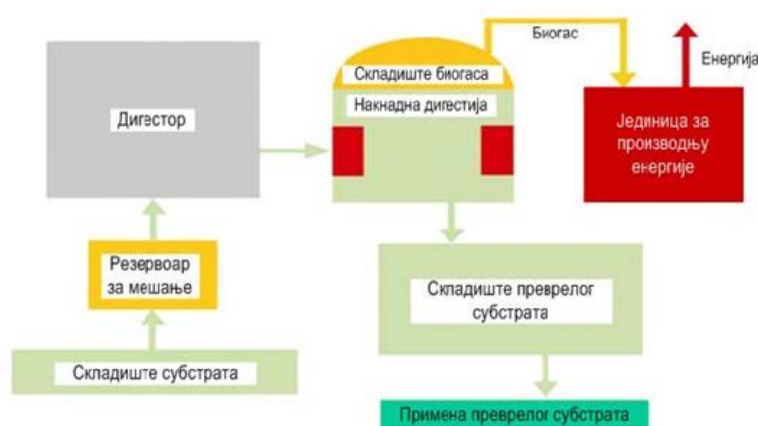 Биогас
Енергија
Складиште биогаса
Накнадна дигестија
Дигестор
Јединица за
производњу
енергије
Резервоар
за мешање
Складиште преврелог
субстрата
Складиште субстрата
Примена преврелог субстрата